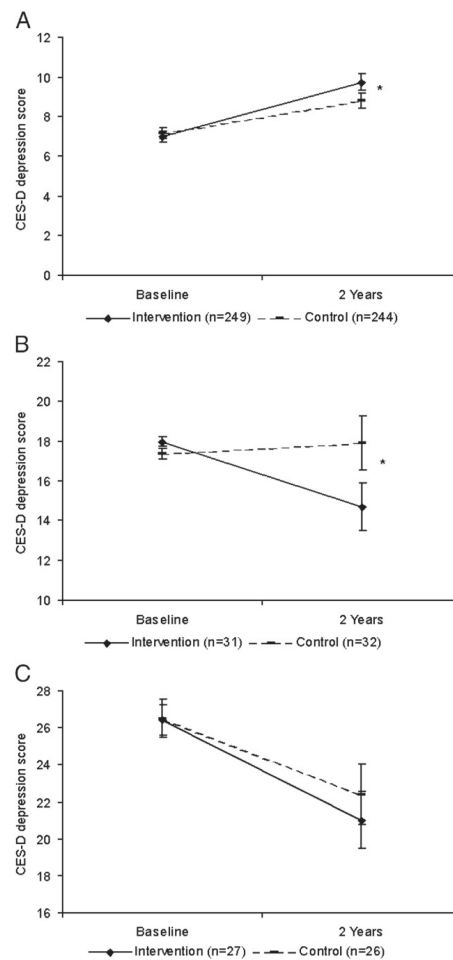 A
CES-D depression score
12
10
8
6
4
2
0
*
Baseline
2 Years
Intervention (n=249)
Control (n=244)
B
CES-D depression score
22
20
18
16
14
12
10
*
Baseline
2 Years
Intervention (n=31)
Control (n=32)
C
CES-D depression score
28
26
24
22
20
18
16
Baseline
2 Years
Intervention (n=27)
Control (n=26)